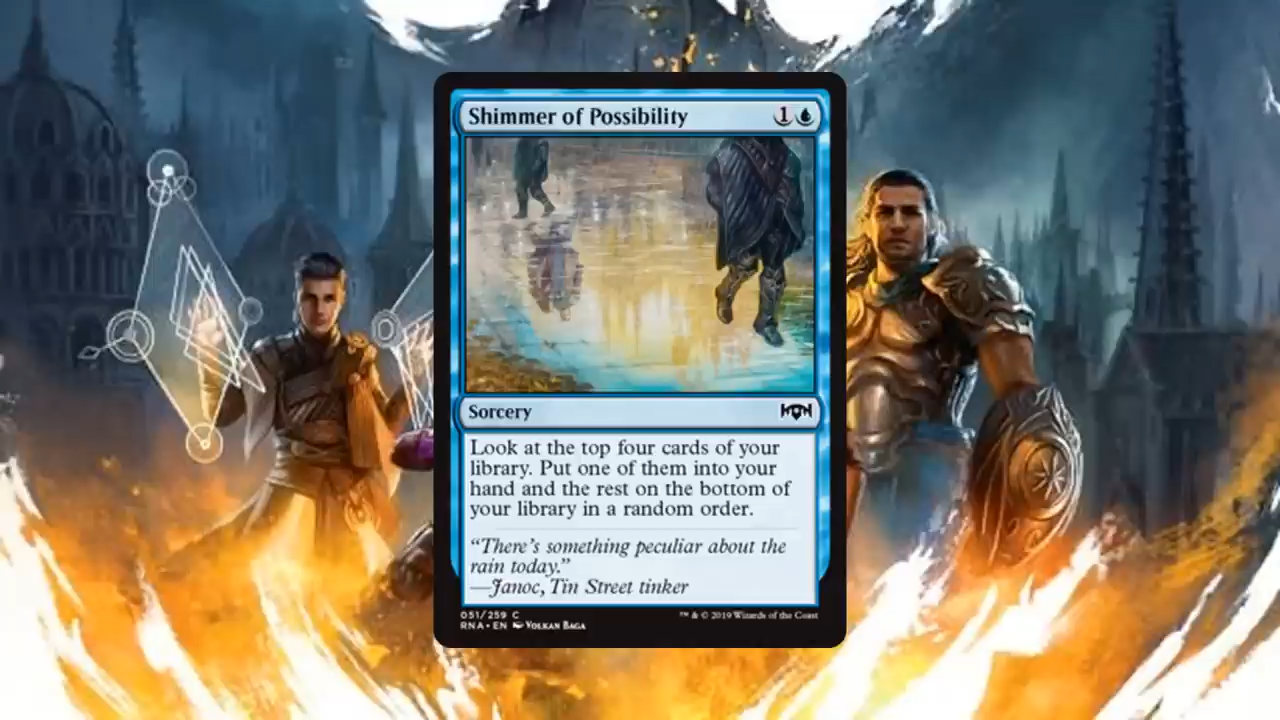 Shimmer of Possibility 1
Sorcery
Look at the top four cards of your
library. Put one of them into your
hand and the rest on the bottom of
your library in a random order.
“There’s something peculiar about the
rain today.”
—Janoc, Tin Street tinker
051/259 C
™ & © 2019 Wizards of the Coast
RNA • EN Volkan Baga